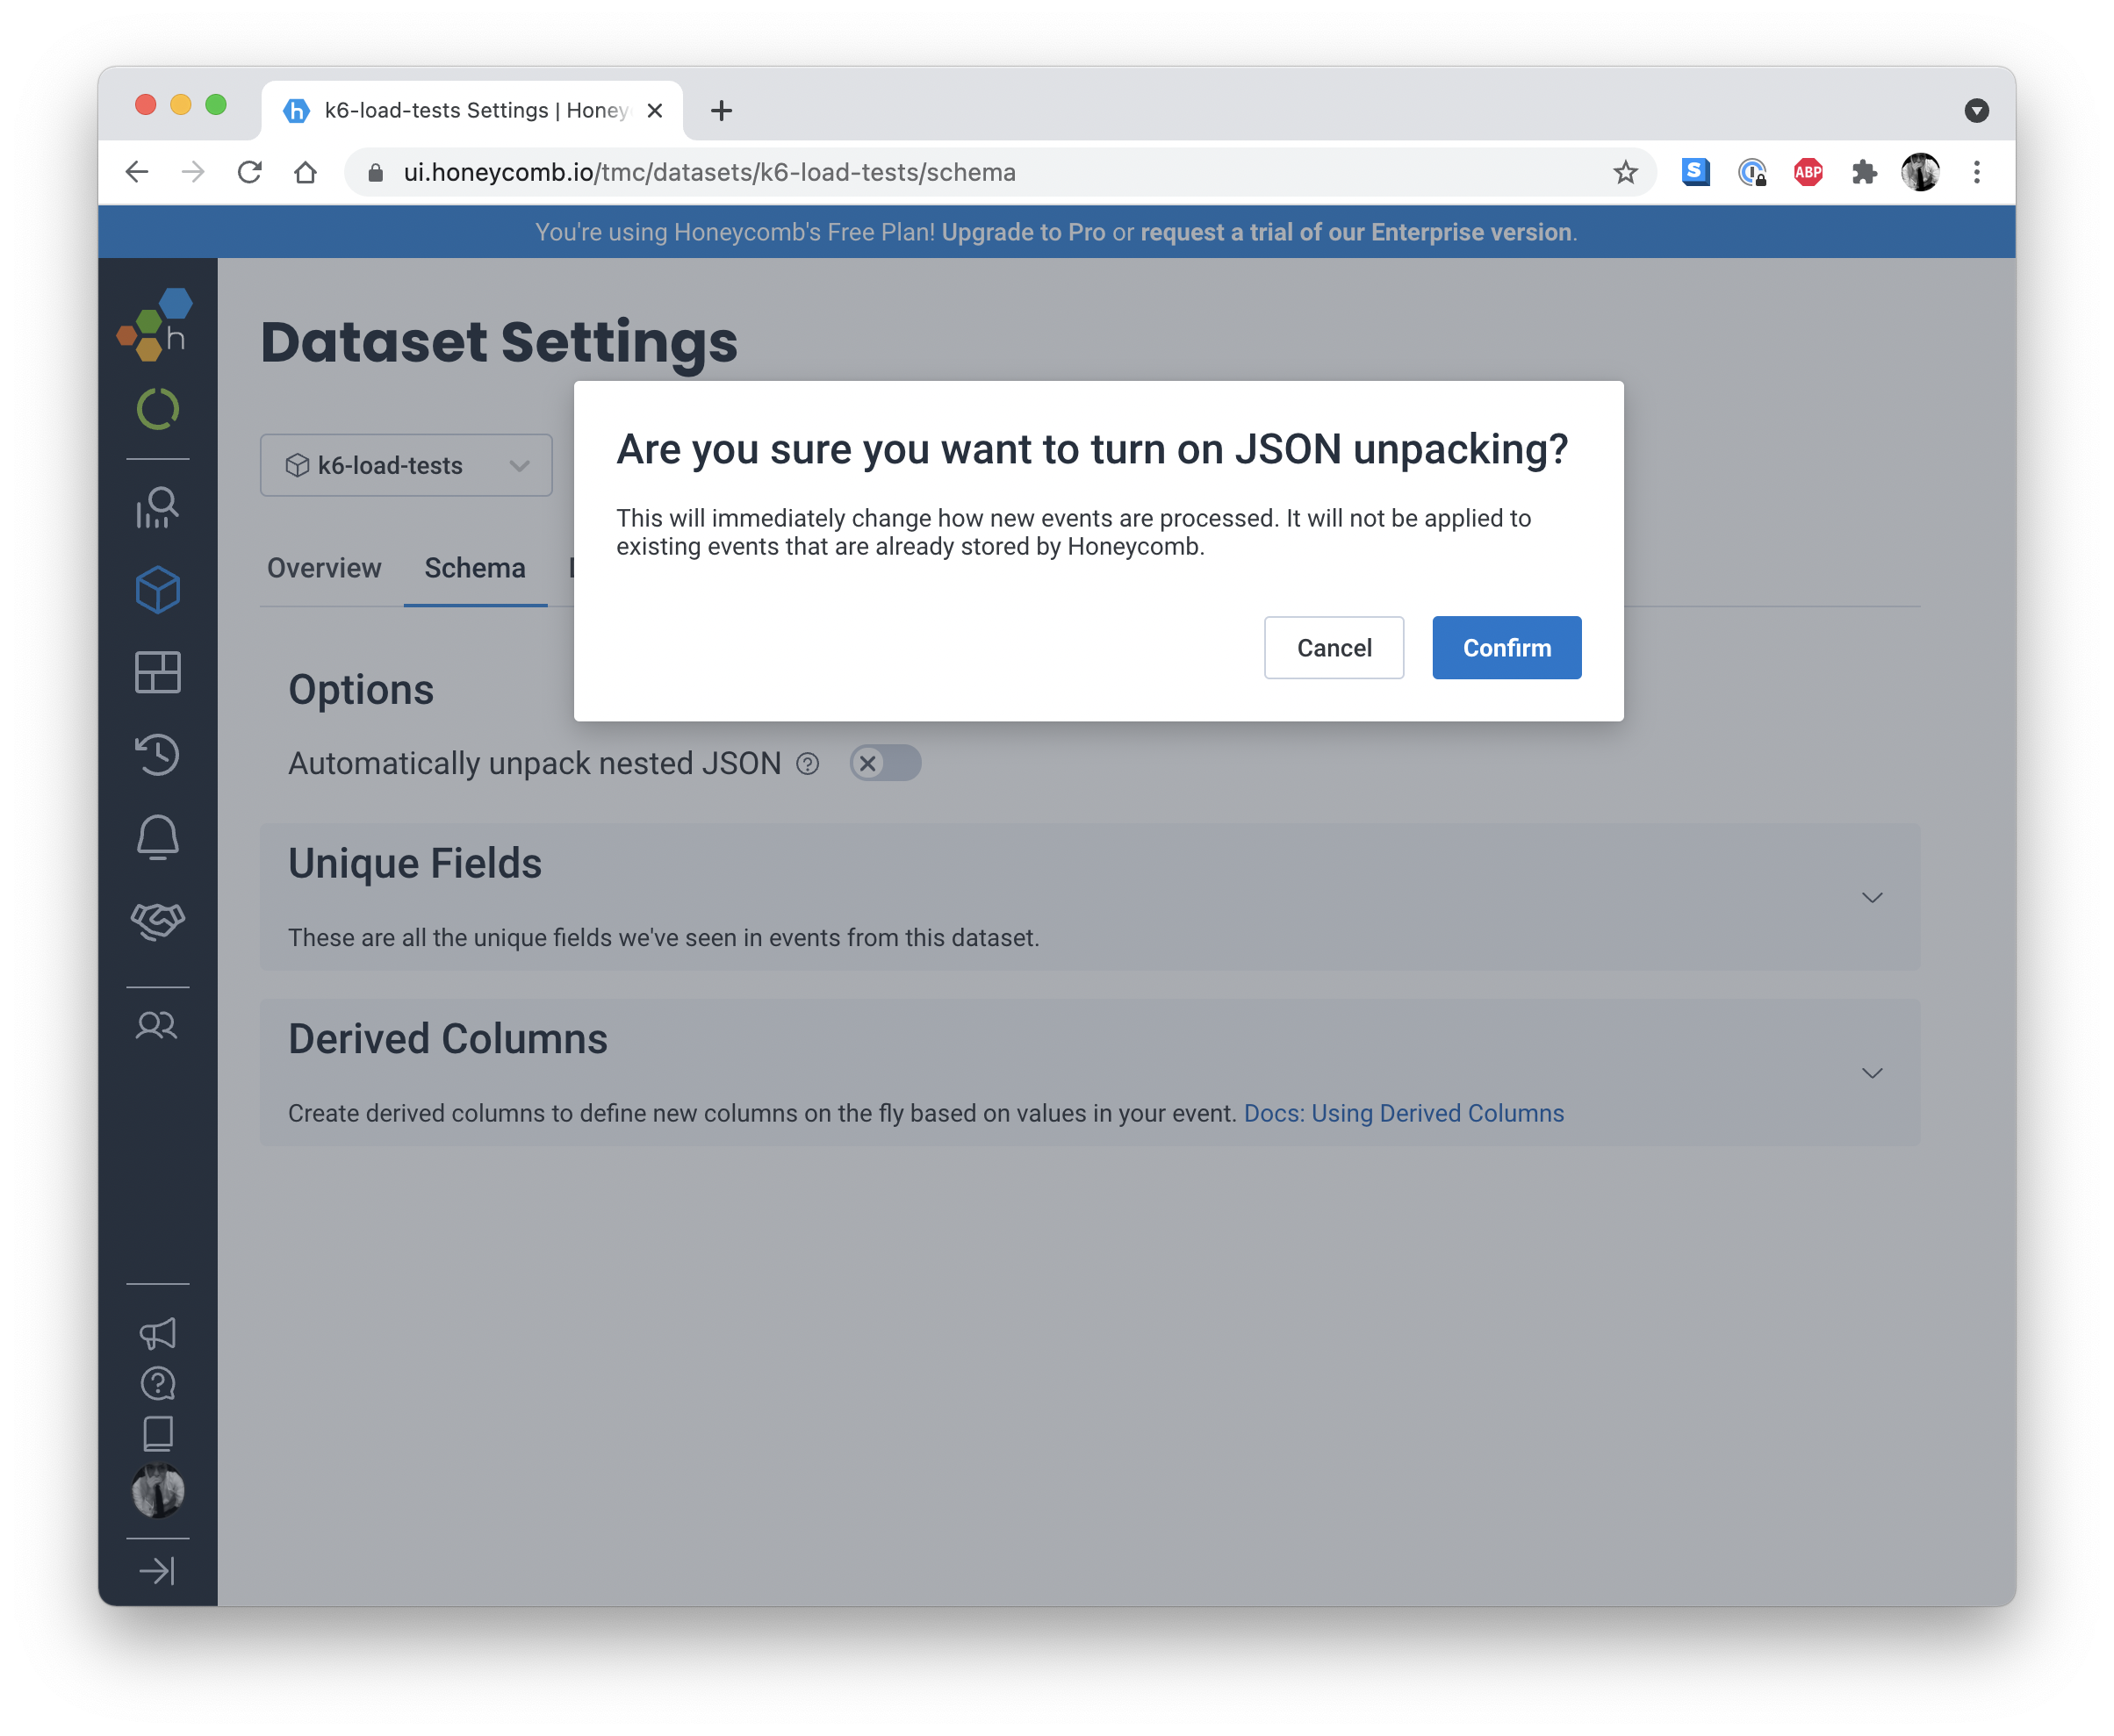 k6-load-tests Settings | Honey
ui.honeycomb.io/tmc/datasets/k6-load-tests/schema
S
ABP
You're using Honeycomb's Free Plan! Upgrade to Pro or request a trial of our Enterprise version.
h
Dataset Settings
k6-load-tests
Are you sure you want to turn on JSON unpacking?
This will immediately change how new events are processed. It will not be applied to
existing events that are already stored by Honeycomb.
Cancel
Confirm
Overview
Schema
Options
Automatically unpack nested JSON
Unique Fields
These are all the unique fields we've seen in events from this dataset.
Derived Columns
Create derived columns to define new columns on the fly based on values in your event. Docs: Using Derived Columns